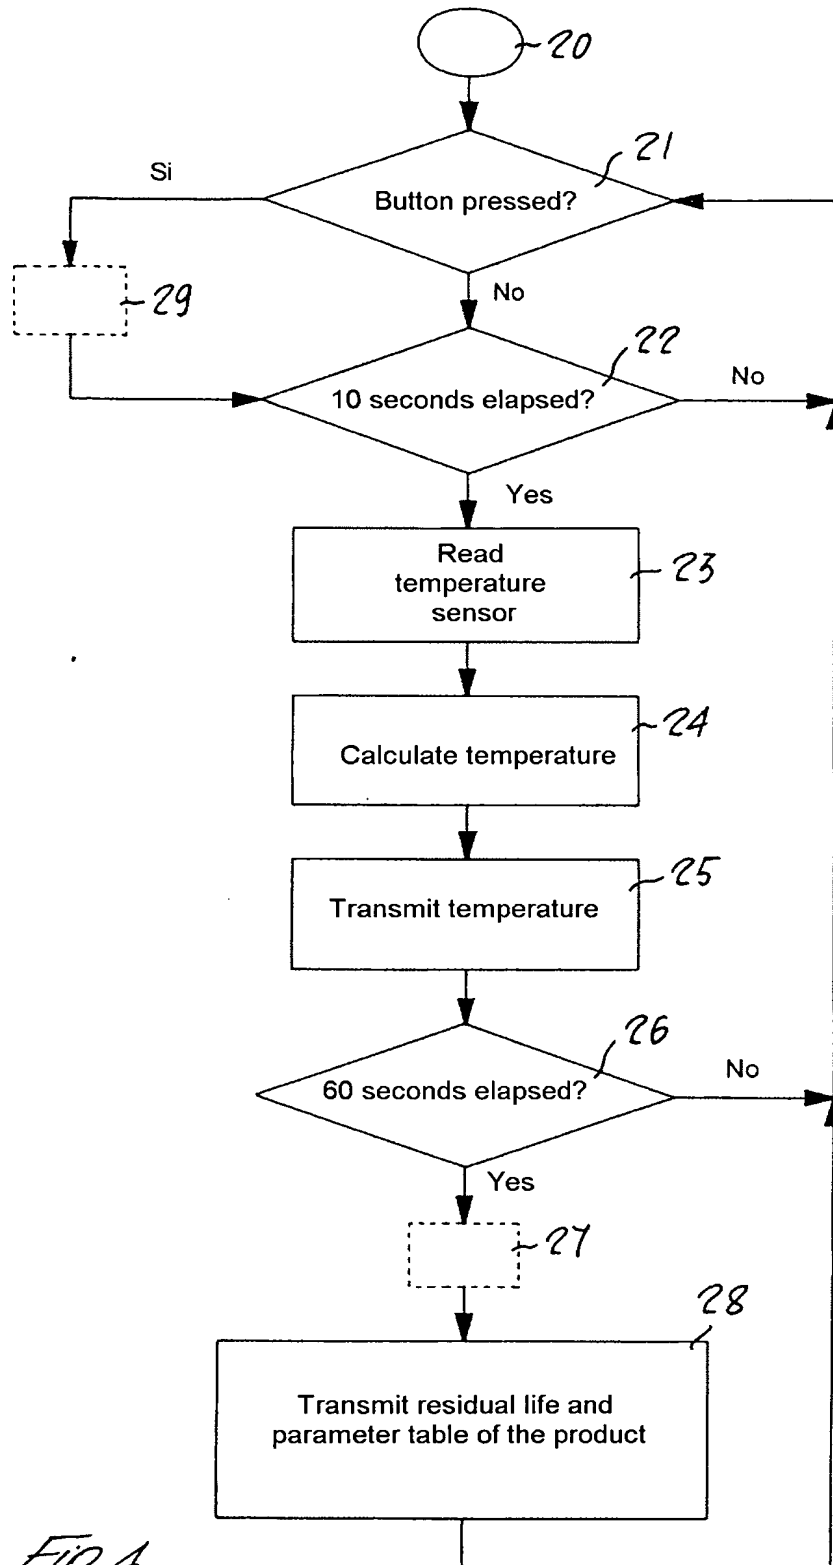 20
21
Si
Button pressed?
29
No
22
10 seconds elapsed?
No
Yes
Read
temperature
sensor
23
24
Calculate temperature
25
Transmit temperature
26
60 seconds elapsed?
No
Yes
27
28
Transmit residual life and
parameter table of the product